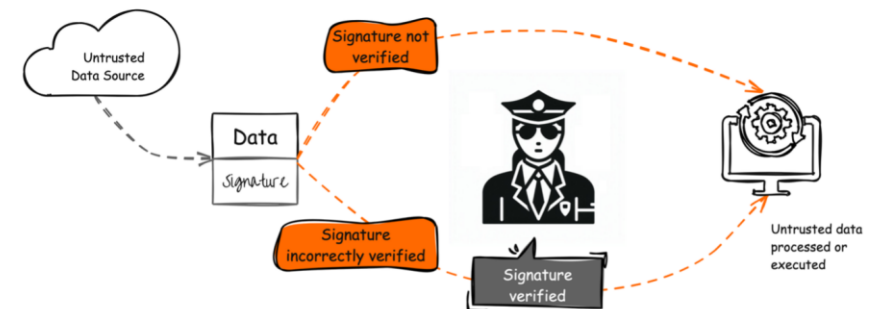 Untrusted
Data Source
Signature not
verified
Data
Signature
Signature
incorrectly verified
Signature
verified
Untrusted data
processed or
executed